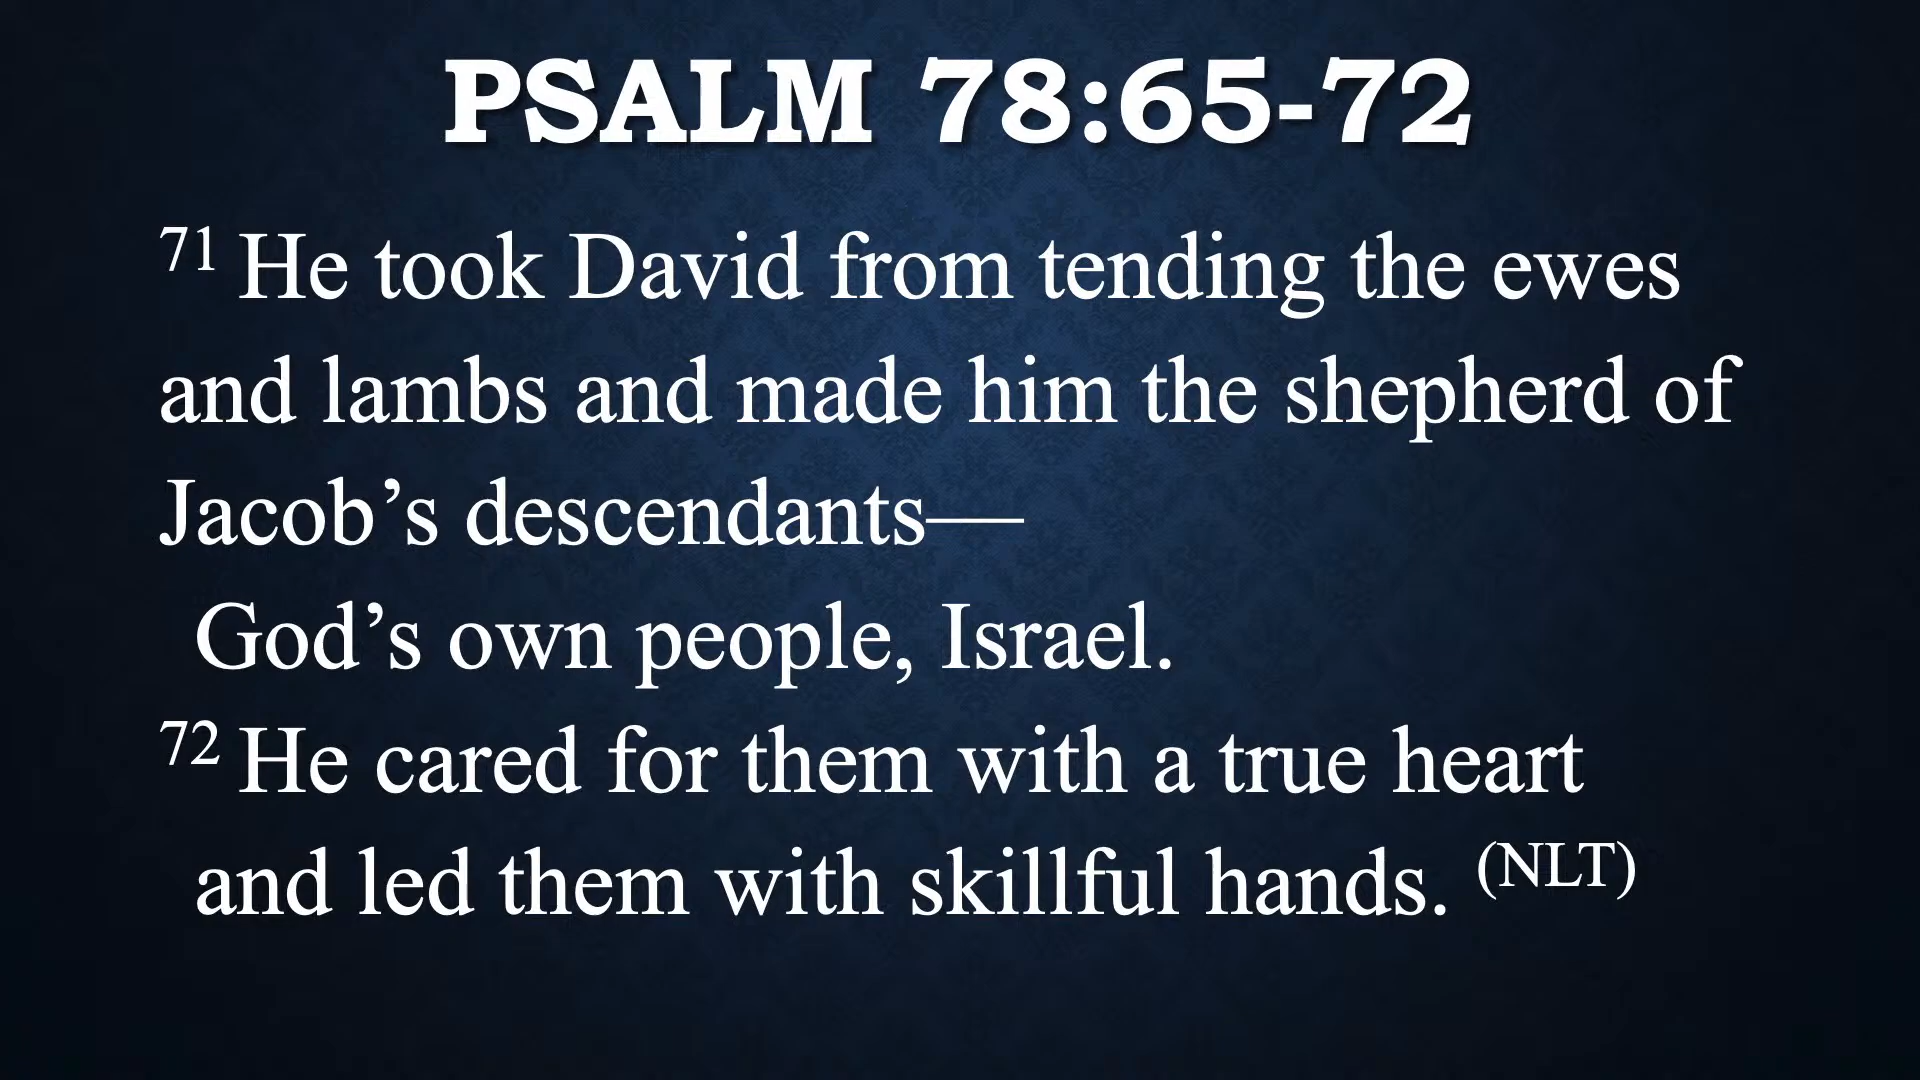 PSALM 78:65-72
71 He took David from tending the ewes
and lambs and made him the shepherd of
Jacob’s descendants—
God’s own people, Israel.
72 He cared for them with a true heart
and led them with skillful hands. (NLT)